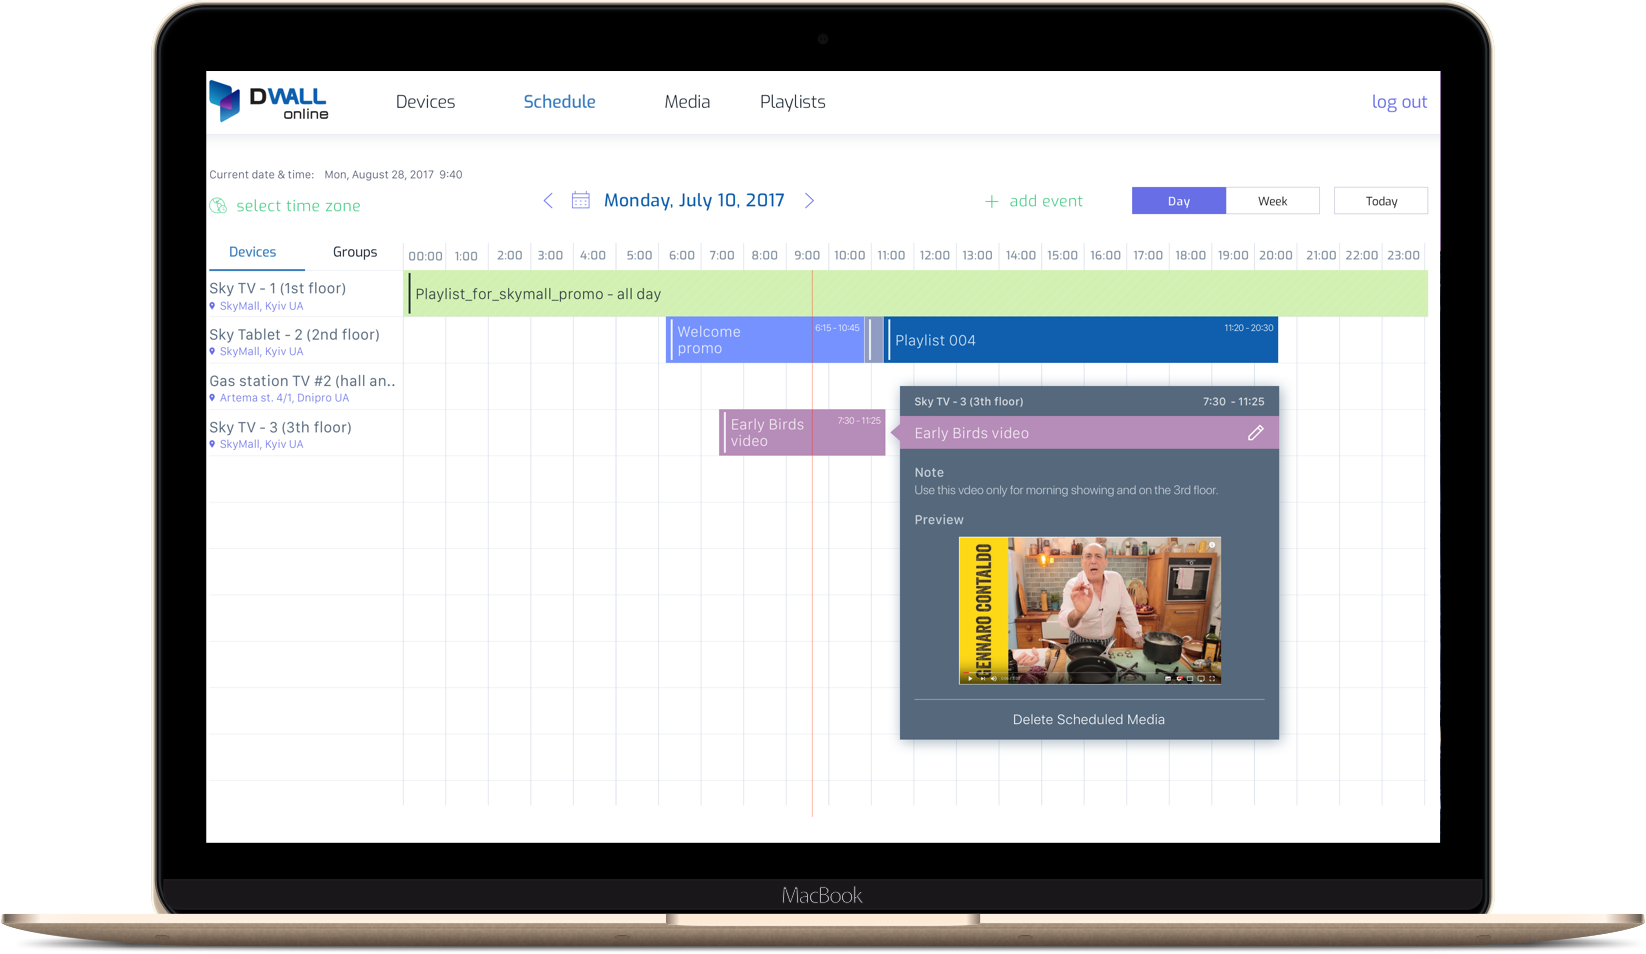 DWALL
online
Devices
Schedule
Media
Playlists
log out
Current date & time: Mon, August 28, 2017 9:40
select time zone
Monday, July 10, 2017
+ add event
Day
Week
Today
Devices
Groups
00:00 1:00 2:00 3:00 4:00 5:00 6:00 7:00 8:00 9:00 10:00 11:00 12:00 13:00 14:00 15:00 16:00 17:00 18:00 19:00 20:00 21:00 22:00 23:00
Sky TV - 1 (1st floor)
SkyMall, Kyiv UA
Playlist_for_skymall_promo - all day
Sky Tablet - 2 (2nd floor)
SkyMall, Kyiv UA
Welcome
promo
6:15 - 10:45
Playlist 004
11:20 - 20:30
Gas station TV #2 (hall an..
Artema st. 4/1, Dnipro UA
Sky TV - 3 (3th floor)
SkyMall, Kyiv UA
Early Birds
video
7:30 - 11:25
Sky TV - 3 (3th floor)
7:30 - 11:25
Early Birds video
Note
Use this vdeo only for morning showing and on the 3rd floor.
Preview
GENNARO CONTALDO
Delete Scheduled Media
MacBook